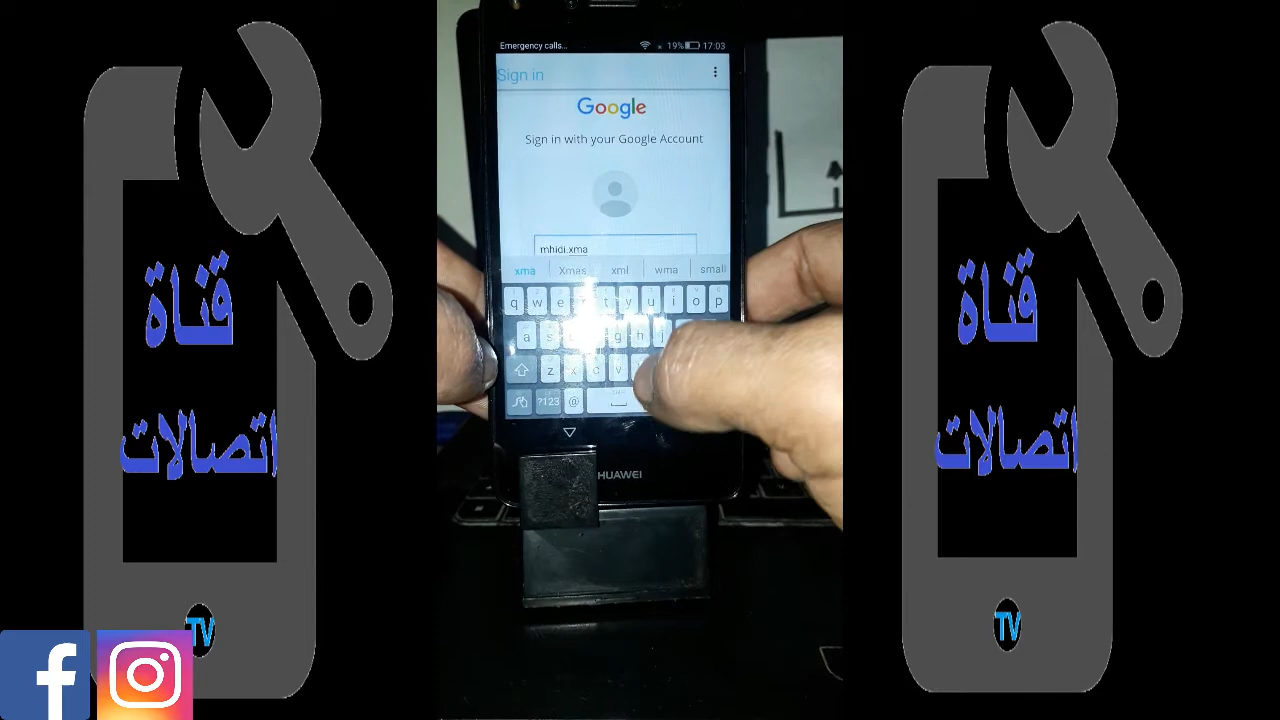 Emergency calls...
19%
17:03
Sign in
Google
Sign in with your Google Account
mhidi.xma
xma
Xmas
xml
wma
small
q w e t y u i o p
a s g h j
z x c v
?123 @
HUAWEI
قناة
اتصالات
TV
قناة
اتصالات
TV
f